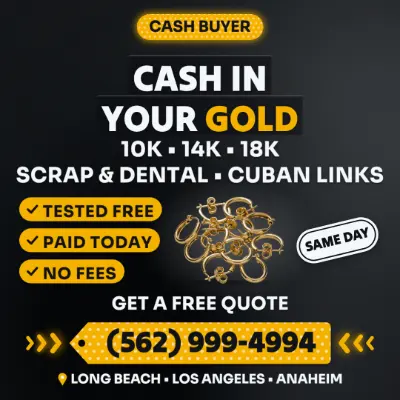 CASH BUYER
CASH IN
YOUR GOLD
10K ▪ 14K ▪ 18K
SCRAP & DENTAL ▪ CUBAN LINKS
✓ TESTED FREE
✓ PAID TODAY
✓ NO FEES
SAME DAY
GET A FREE QUOTE
(562) 999-4994
LONG BEACH ▪ LOS ANGELES ▪ ANAHEIM